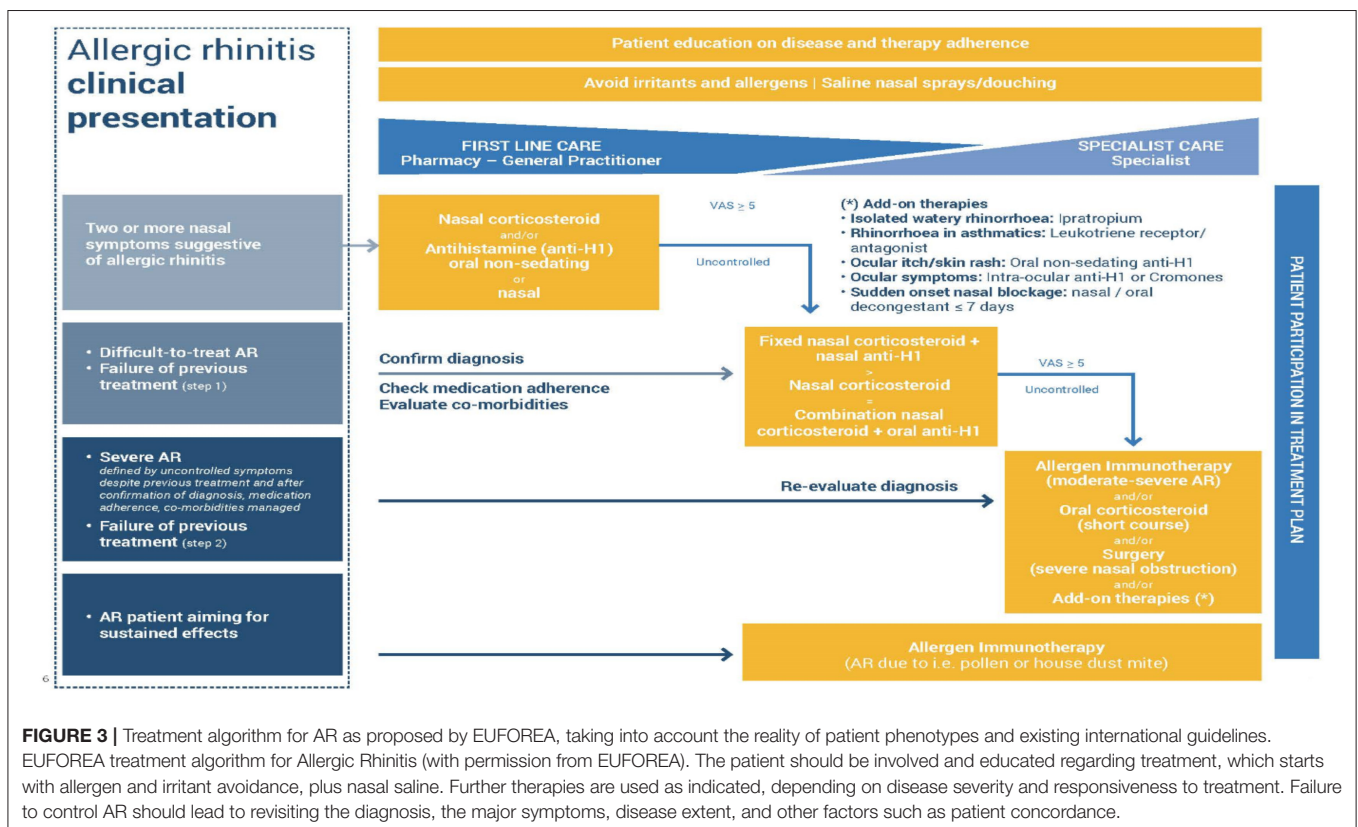 Allergic rhinitis
clinical
presentation
Patient education on disease and therapy adherence
Avoid irritants and allergens | Saline nasal sprays/douching
FIRST LINE CARE
Pharmacy – General Practitioner
SPECIALIST CARE
Specialist
Two or more nasal
symptoms suggestive
of allergic rhinitis
Nasal corticosteroid
and/or
Antihistamine (anti-H1)
oral non-sedating
or
nasal
VAS ≥ 5
Uncontrolled
(*) Add-on therapies
• Isolated watery rhinorrhoea: Ipratropium
• Rhinorrhoea in asthmatics: Leukotriene receptor/
antagonist
• Ocular itch/skin rash: Oral non-sedating anti-H1
• Ocular symptoms: Intra-ocular anti-H1 or Cromones
• Sudden onset nasal blockage: nasal / oral
decongestant ≤ 7 days
• Difficult-to-treat AR
• Failure of previous
treatment (step 1)
Confirm diagnosis
Check medication adherence
Evaluate co-morbidities
Fixed nasal corticosteroid +
nasal anti-H1
>
Nasal corticosteroid
=
Combination nasal
corticosteroid + oral anti-H1
VAS ≥ 5
Uncontrolled
• Severe AR
defined by uncontrolled symptoms
despite previous treatment and after
confirmation of diagnosis, medication
adherence, co-morbidities managed
• Failure of previous
treatment (step 2)
Re-evaluate diagnosis
Allergen Immunotherapy
(moderate-severe AR)
and/or
Oral corticosteroid
(short course)
and/or
Surgery
(severe nasal obstruction)
and/or
Add-on therapies (*)
• AR patient aiming for
sustained effects
Allergen Immunotherapy
(AR due to i.e. pollen or house dust mite)
PATIENT PARTICIPATION IN TREATMENT PLAN
6
FIGURE 3 | Treatment algorithm for AR as proposed by EUFOREA, taking into account the reality of patient phenotypes and existing international guidelines.
EUFOREA treatment algorithm for Allergic Rhinitis (with permission from EUFOREA). The patient should be involved and educated regarding treatment, which starts
with allergen and irritant avoidance, plus nasal saline. Further therapies are used as indicated, depending on disease severity and responsiveness to treatment. Failure
to control AR should lead to revisiting the diagnosis, the major symptoms, disease extent, and other factors such as patient concordance.